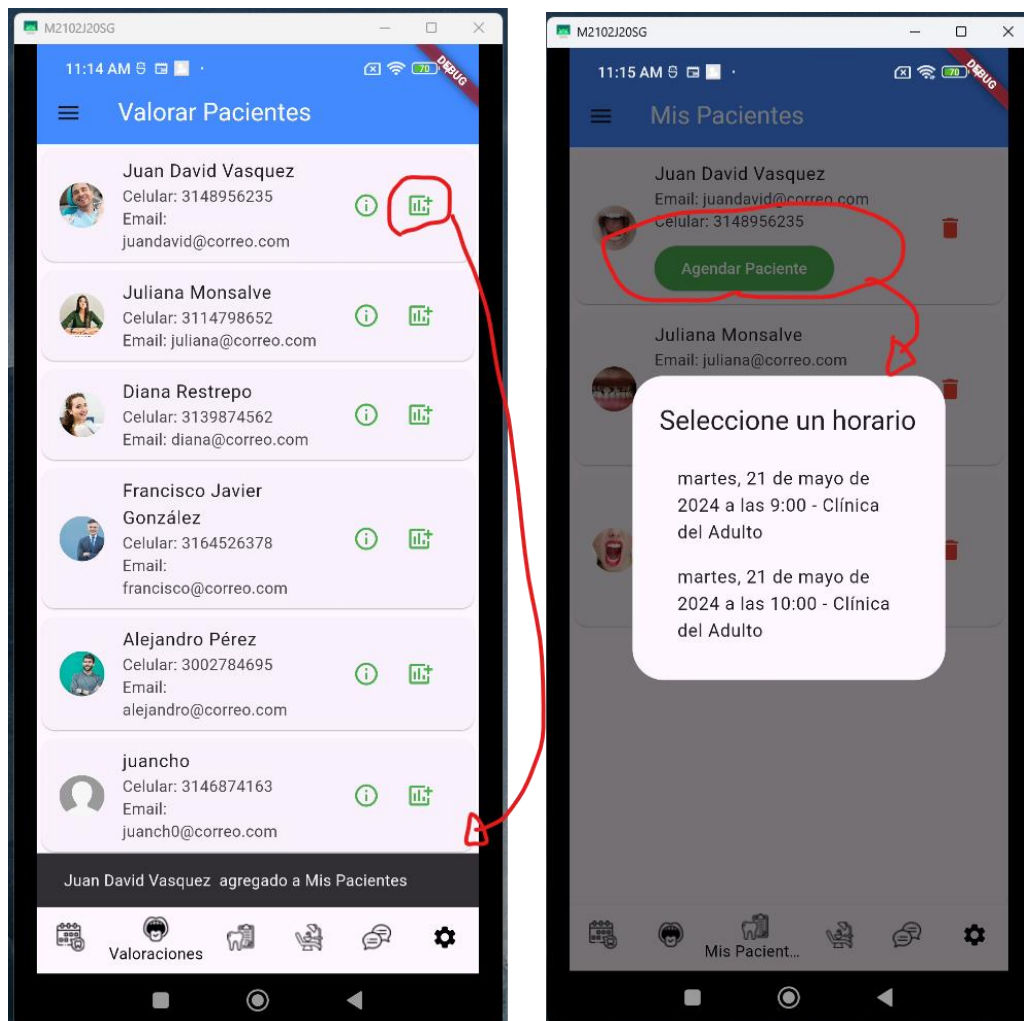 M2102J20SG
11:14 AM
70
DEBUG
Valorar Pacientes
Juan David Vasquez
Celular: 3148956235
Email:
juandavid@correo.com
Juliana Monsalve
Celular: 3114798652
Email: juliana@correo.com
Diana Restrepo
Celular: 3139874562
Email: diana@correo.com
Francisco Javier
González
Celular: 3164526378
Email:
francisco@correo.com
Alejandro Pérez
Celular: 3002784695
Email:
alejandro@correo.com
juancho
Celular: 3146874163
Email:
juanch0@correo.com
Juan David Vasquez agregado a Mis Pacientes
Valoraciones
M2102J20SG
11:15 AM
70
DEBUG
Mis Pacientes
Juan David Vasquez
Email: juandavid@correo.com
Celular: 3148956235
Agendar Paciente
Juliana Monsalve
Email: juliana@correo.com
Seleccione un horario
martes, 21 de mayo de
2024 a las 9:00 - Clínica
del Adulto
martes, 21 de mayo de
2024 a las 10:00 - Clínica
del Adulto
Mis Pacient...